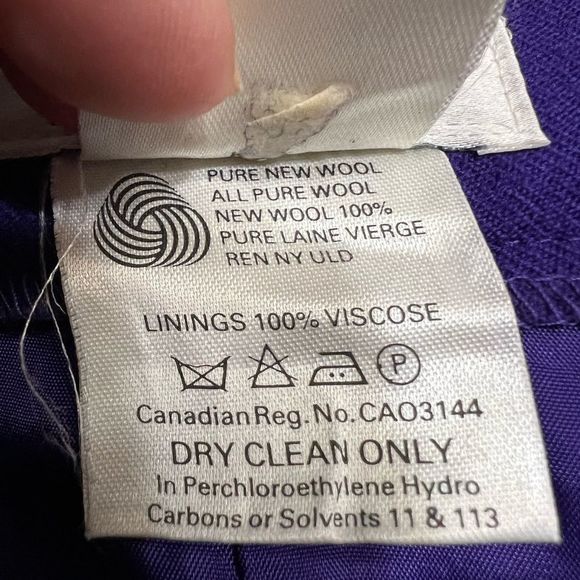 PURE NEW WOOL
ALL PURE WOOL
NEW WOOL 100%
PURE LAINE VIERGE
REN NY ULD
LININGS 100% VISCOSE
P
Canadian Reg. No. CAO3144
DRY CLEAN ONLY
In Perchloroethylene Hydro
Carbons or Solvents 11 & 113